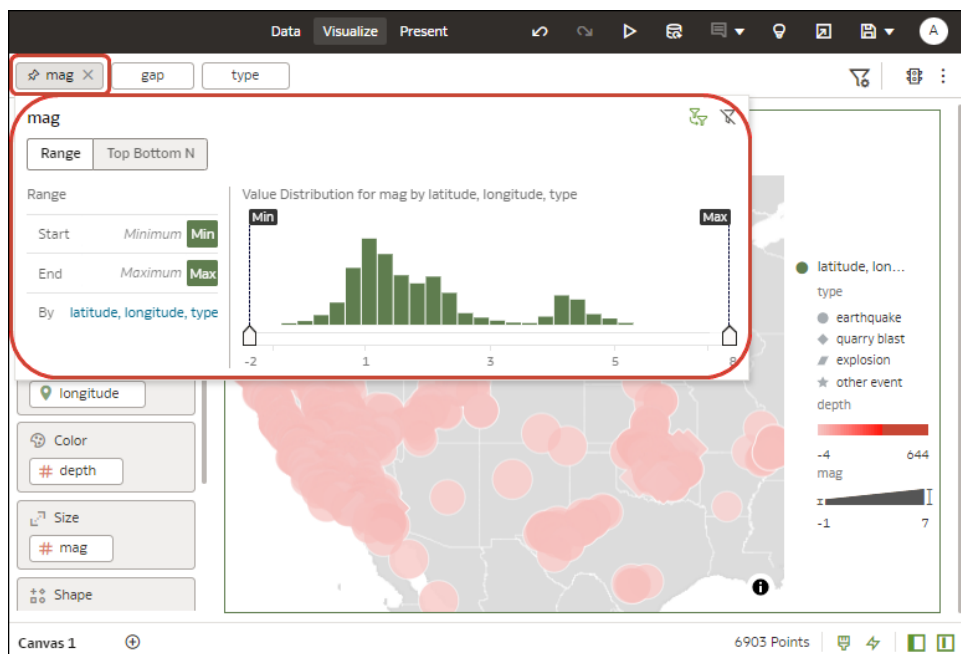 Data Visualize Present A
mag gap type
mag
Range Top Bottom N
Range
Value Distribution for mag by latitude, longitude, type
Min Max
Start Minimum Min
End Maximum Max
By latitude, longitude, type
-2 1 3 5 8
longitude
Color
# depth
Size
# mag
Shape
latitude, lon...
type
earthquake
quarry blast
explosion
other event
depth
-4 644
mag
-1 7
Canvas 1
6903 Points